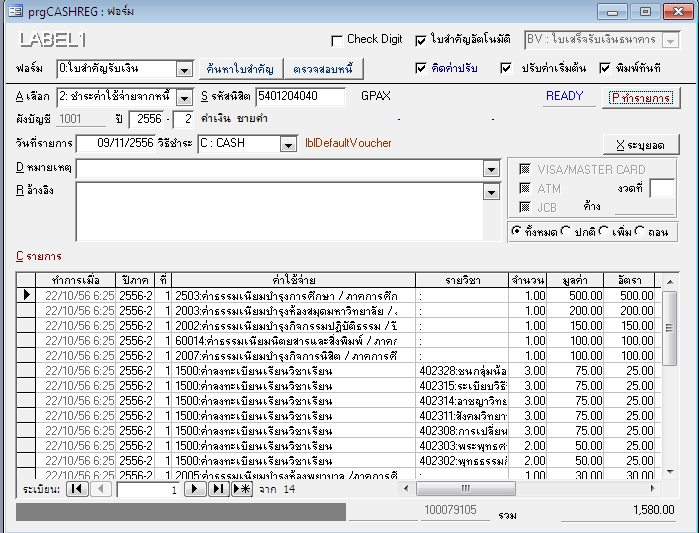 prgCASHREG : ฟอร์ม
LABEL1
Check Digit ใบสำคัญอัตโนมัติ BV : ใบเสร็จรับเงินธนาคาร
ฟอร์ม 0:ใบสำคัญรับเงิน ค้นหาใบสำคัญ ตรวจสอบหนี้ คิดค่าปรับ ปรับค่าเริ่มต้น พิมพ์ทันที
A เลือก 2: ชำระค่าใช้จ่ายจากหนี้ S รหัสนิสิต 5401204040 GPAX READY P ทำรายการ
ผังบัญชี 1001 ปี 2556 - 2 ค่าเงิน ชายค่า - -
วันที่รายการ 09/11/2556 วิธีชำระ C : CASH lblDefaultVoucher X ระบุยอด
D หมายเหตุ VISA/MASTER CARD
ATM งวดที่
R อ้างอิง JCB ค้าง
ทั้งหมด ปกติ เพิ่ม ถอน
C รายการ
ทำการเมื่อ ปีภาค ที่ ค่าใช้จ่าย รายวิชา จำนวน มูลค่า อัตรา
22/10/56 6:25 2556-2 1 2503:ค่าธรรมเนียมบำรุงการศึกษา / ภาคการศึก : 1.00 500.00 500.00
22/10/56 6:25 2556-2 1 2003:ค่าธรรมเนียมบำรุงห้องสมุดมหาวิทยาลัย / : 1.00 200.00 200.00
22/10/56 6:25 2556-2 1 2002:ค่าธรรมเนียมบำรุงกิจกรรมปฏิบัติธรรม / ปี : 1.00 150.00 150.00
22/10/56 6:25 2556-2 1 60014:ค่าธรรมเนียมนิตยสารและสิ่งพิมพ์ / ภาคก : 1.00 100.00 100.00
22/10/56 6:25 2556-2 1 2007:ค่าธรรมเนียมบำรุงกิจการนิสิต / ภาคการศึ : 1.00 100.00 100.00
22/10/56 6:25 2556-2 1 1500:ค่าลงทะเบียนเรียนวิชาเรียน 402328:ชนกลุ่มน้อ 3.00 75.00 25.00
22/10/56 6:25 2556-2 1 1500:ค่าลงทะเบียนเรียนวิชาเรียน 402315:ระเบียบวิธี 3.00 75.00 25.00
22/10/56 6:25 2556-2 1 1500:ค่าลงทะเบียนเรียนวิชาเรียน 402314:อาชญาวิทย 3.00 75.00 25.00
22/10/56 6:25 2556-2 1 1500:ค่าลงทะเบียนเรียนวิชาเรียน 402311:สังคมวิทยา 3.00 75.00 25.00
22/10/56 6:25 2556-2 1 1500:ค่าลงทะเบียนเรียนวิชาเรียน 402308:การเปลี่ยน 3.00 75.00 25.00
22/10/56 6:25 2556-2 1 1500:ค่าลงทะเบียนเรียนวิชาเรียน 402303:พระพุทธศ 2.00 50.00 25.00
22/10/56 6:25 2556-2 1 1500:ค่าลงทะเบียนเรียนวิชาเรียน 402302:พุทธธรรม 2.00 50.00 25.00
22/10/56 6:25 2556-2 1 2005:ค่าธรรมเนียมบำรุงห้องพยาบาล / ภาคการศึ : 1.00 30.00 30.00
ระเบียน: 1 จาก 14
100079105 รวม 1,580.00